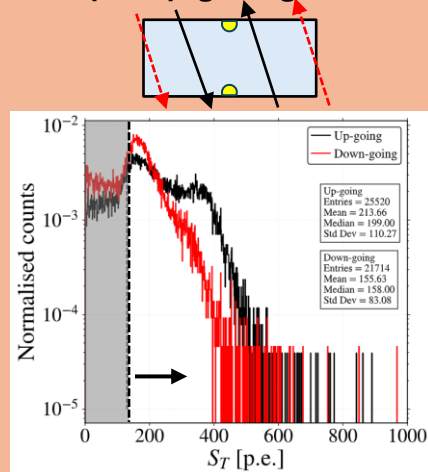 10⁻²
Up-going
Down-going
Up-going
Entries = 25520
Mean = 213.66
Median = 199.00
Std Dev = 110.27
10⁻³
Down-going
Entries = 21714
Mean = 155.63
Median = 158.00
Std Dev = 83.08
Normalised counts
10⁻⁴
10⁻⁵
0 200 400 600 800 1000
S_T [p.e.]